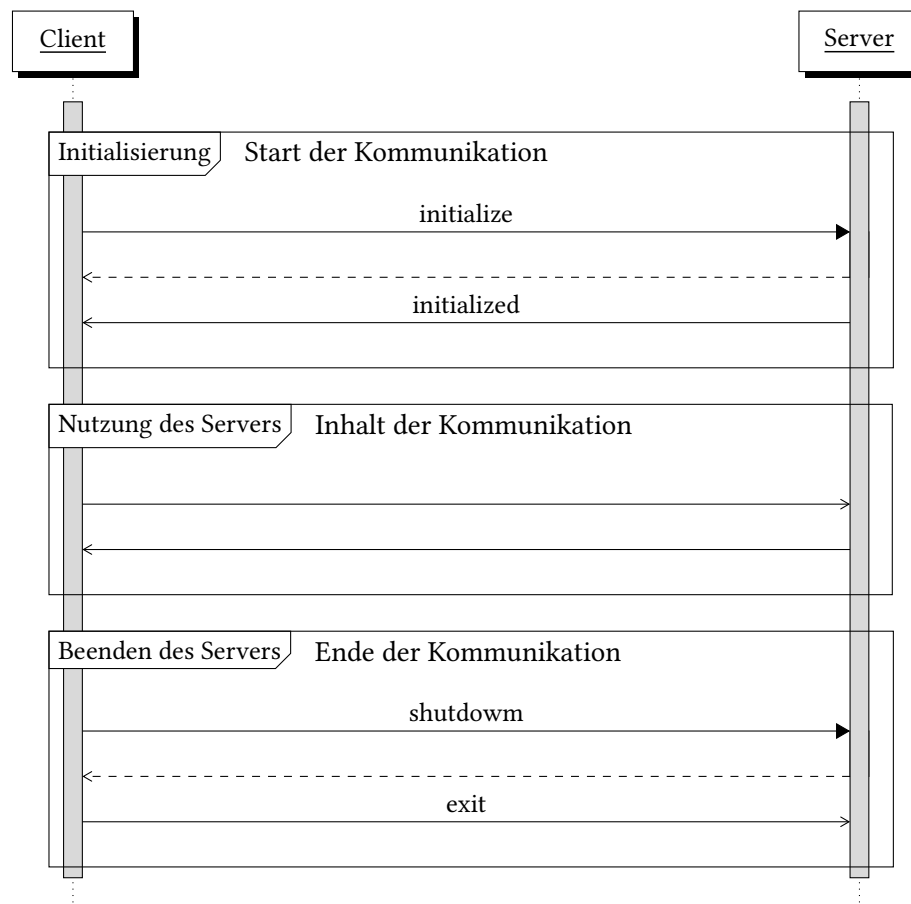 Client
Server
Initialisierung
Start der Kommunikation
initialize
initialized
Nutzung des Servers
Inhalt der Kommunikation
Beenden des Servers
Ende der Kommunikation
shutdowm
exit